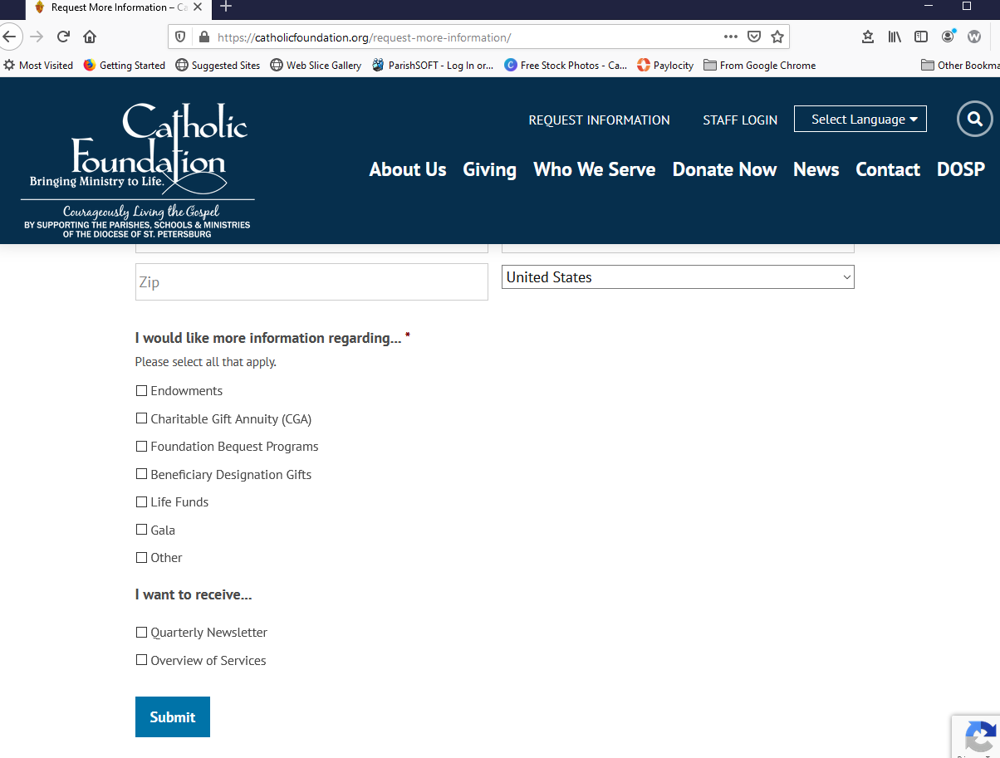 Request More Information – Ca
https://catholicfoundation.org/request-more-information/
Most Visited Getting Started Suggested Sites Web Slice Gallery ParishSOFT - Log In or... Free Stock Photos - Ca... Paylocity From Google Chrome Other Bookma
Catholic
Foundation
Bringing Ministry to Life.
Courageously Living the Gospel
BY SUPPORTING THE PARISHES, SCHOOLS & MINISTRIES
OF THE DIOCESE OF ST. PETERSBURG
REQUEST INFORMATION STAFF LOGIN Select Language
About Us Giving Who We Serve Donate Now News Contact DOSP
Zip United States
I would like more information regarding... *
Please select all that apply.
Endowments
Charitable Gift Annuity (CGA)
Foundation Bequest Programs
Beneficiary Designation Gifts
Life Funds
Gala
Other
I want to receive...
Quarterly Newsletter
Overview of Services
Submit